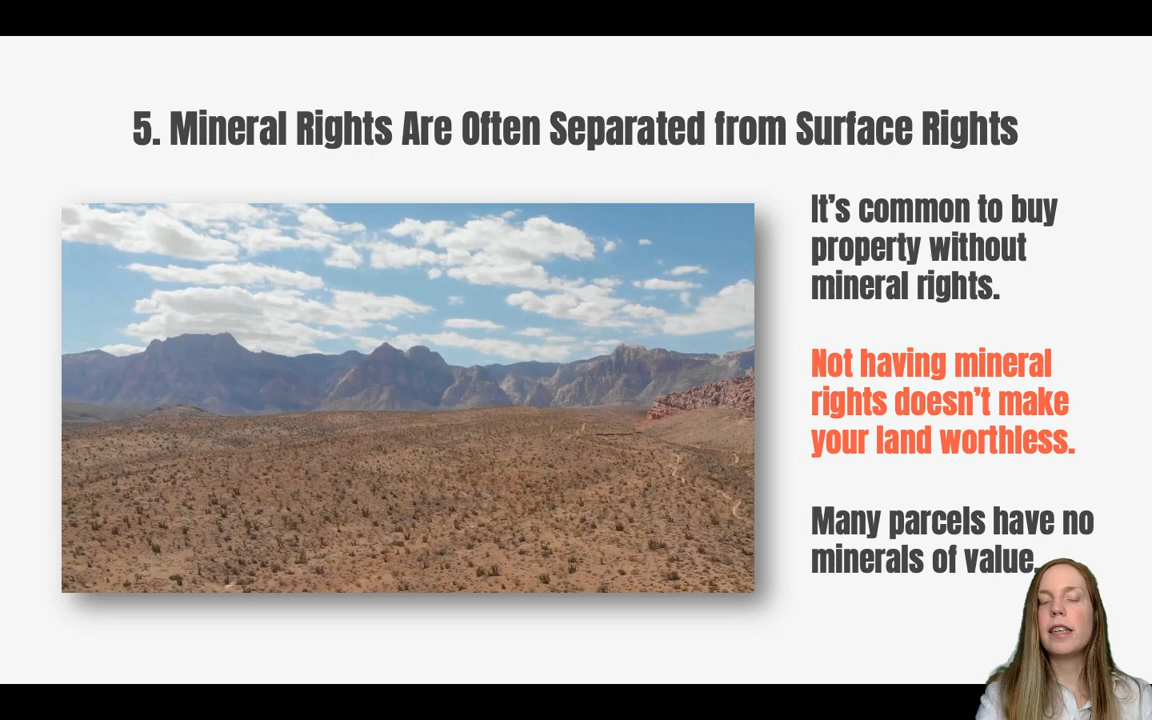 5. Mineral Rights Are Often Separated from Surface Rights
It’s common to buy
property without
mineral rights.
Not having mineral
rights doesn’t make
your land worthless.
Many parcels have no
minerals of value.